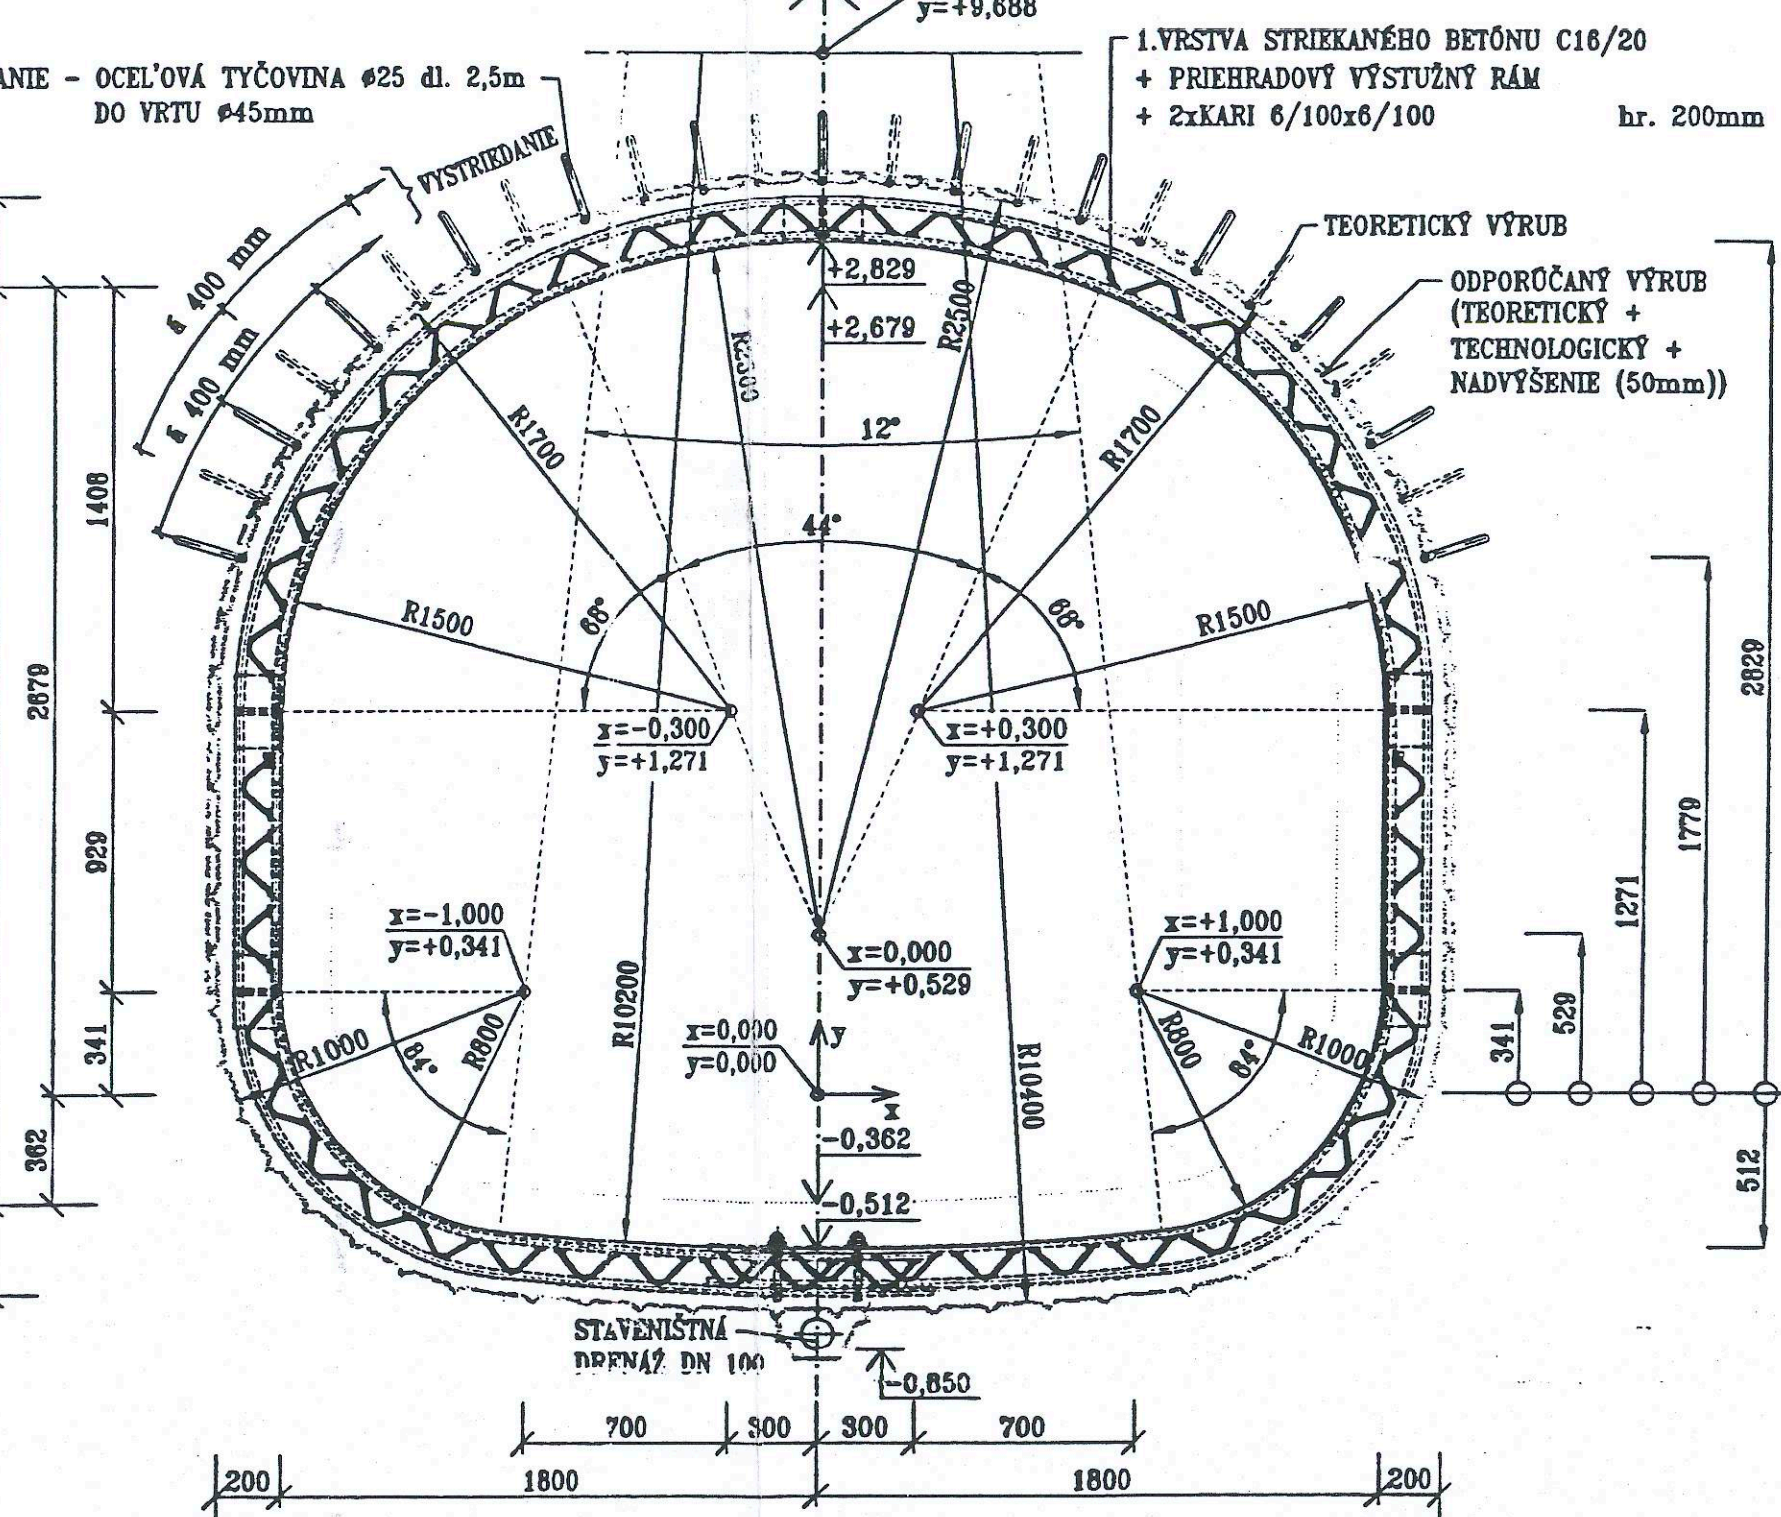 y=+9,688
1.VRSTVA STRIEKANÉHO BETÓNU C16/20
+ PRIEHRADOVÝ VÝSTUŽNÝ RÁM
+ 2xKARI 6/100x6/100 hr. 200mm
ANIE - OCEĽOVÁ TYČOVINA ø25 dl. 2,5m
DO VRTU ø45mm
VYSTRIEDANIE
TEORETICKÝ VÝRUB
ODPORÚČANÝ VÝRUB
(TEORETICKÝ +
TECHNOLOGICKÝ +
NADVÝŠENIE (50mm))
á 400 mm
á 400 mm
+2,829
+2,679
R2300
R2500
R1700
R1700
12°
44°
68°
68°
R1500
R1500
x=-0,300
y=+1,271
x=+0,300
y=+1,271
x=-1,000
y=+0,341
x=+1,000
y=+0,341
x=0,000
y=+0,529
x=0,000
y=0,000
y
x
R10200
R10400
R1000
84°
R800
R800
84°
R1000
-0,362
-0,512
1408
2679
929
341
362
2829
1779
1271
529
341
512
STAVENIŠTNÁ
DRENÁŽ DN 100
-0,850
700
300
300
700
200
1800
1800
200